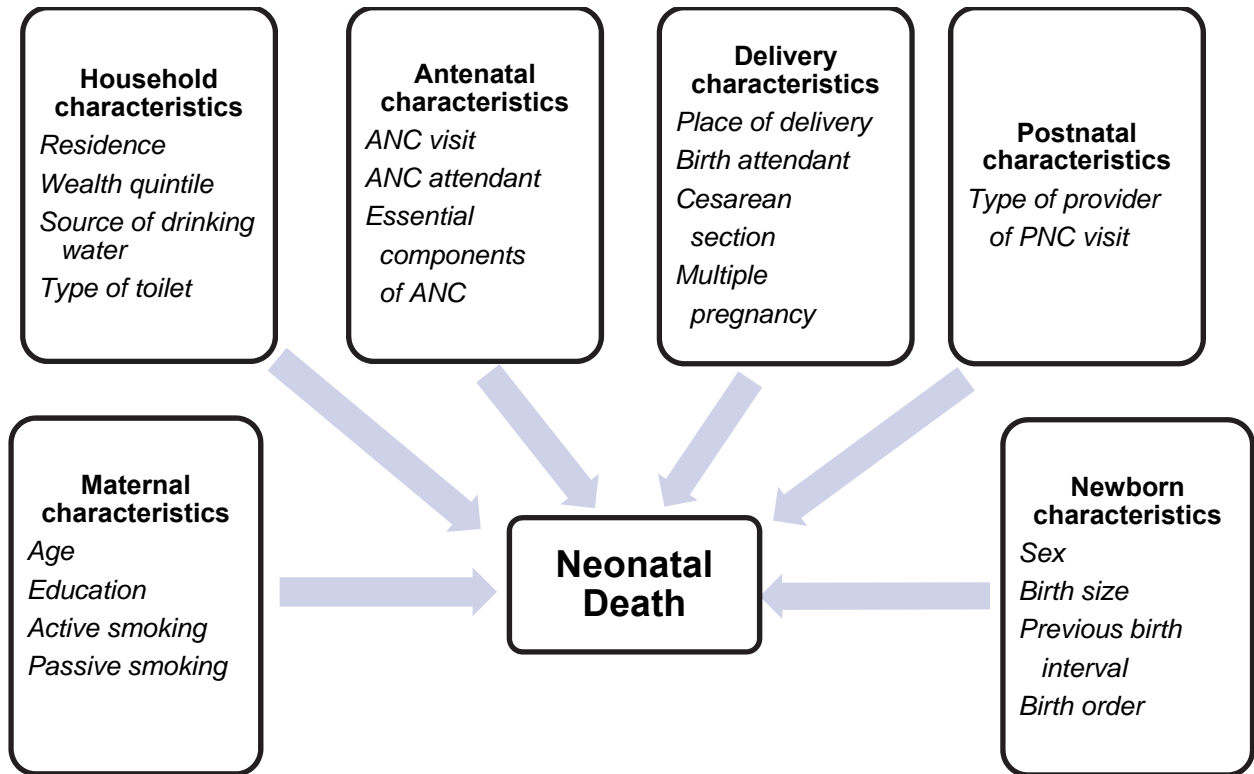 Household
characteristics
Residence
Wealth quintile
Source of drinking
water
Type of toilet
Antenatal
characteristics
ANC visit
ANC attendant
Essential
components
of ANC
Delivery
characteristics
Place of delivery
Birth attendant
Cesarean
section
Multiple
pregnancy
Postnatal
characteristics
Type of provider
of PNC visit
Maternal
characteristics
Age
Education
Active smoking
Passive smoking
Neonatal
Death
Newborn
characteristics
Sex
Birth size
Previous birth
interval
Birth order